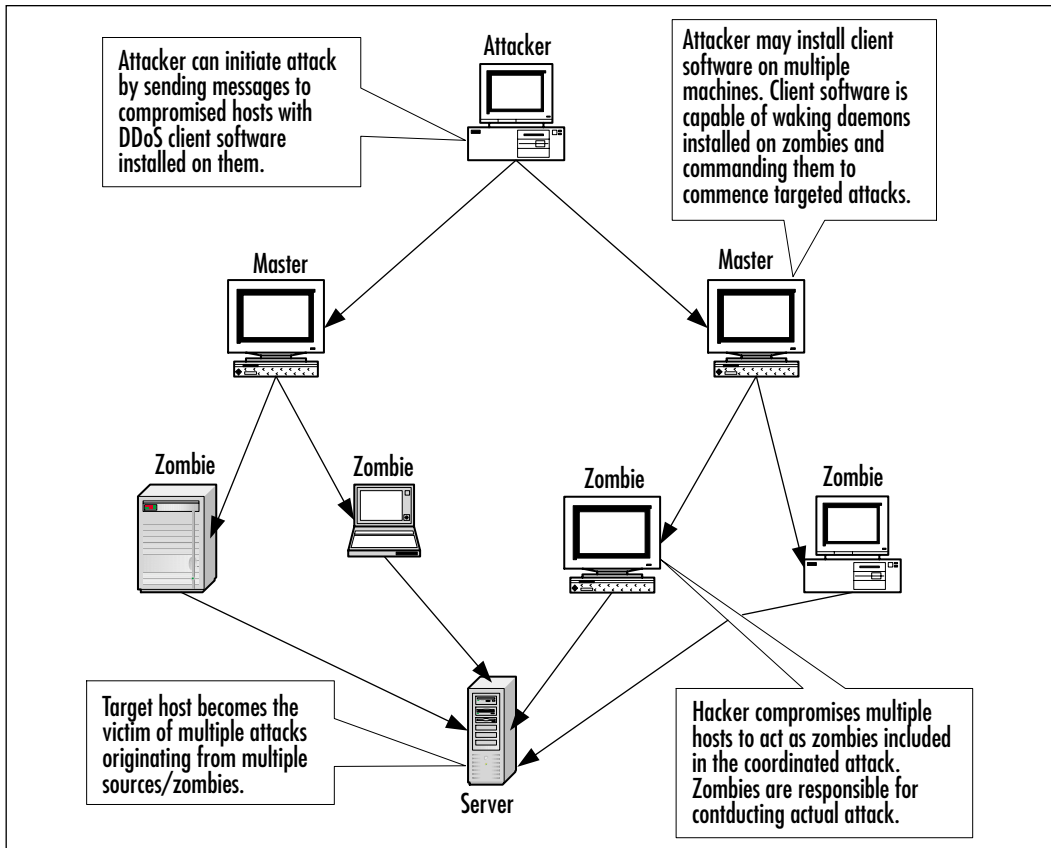 Attacker can initiate attack
by sending messages to
compromised hosts with
DDoS client software
installed on them.
Attacker
Attacker may install client
software on multiple
machines. Client software is
capable of waking daemons
installed on zombies and
commanding them to
commence targeted attacks.
Master
Master
Zombie
Zombie
Zombie
Zombie
Target host becomes the
victim of multiple attacks
originating from multiple
sources/zombies.
Server
Hacker compromises multiple
hosts to act as zombies included
in the coordinated attack.
Zombies are responsible for
contducting actual attack.